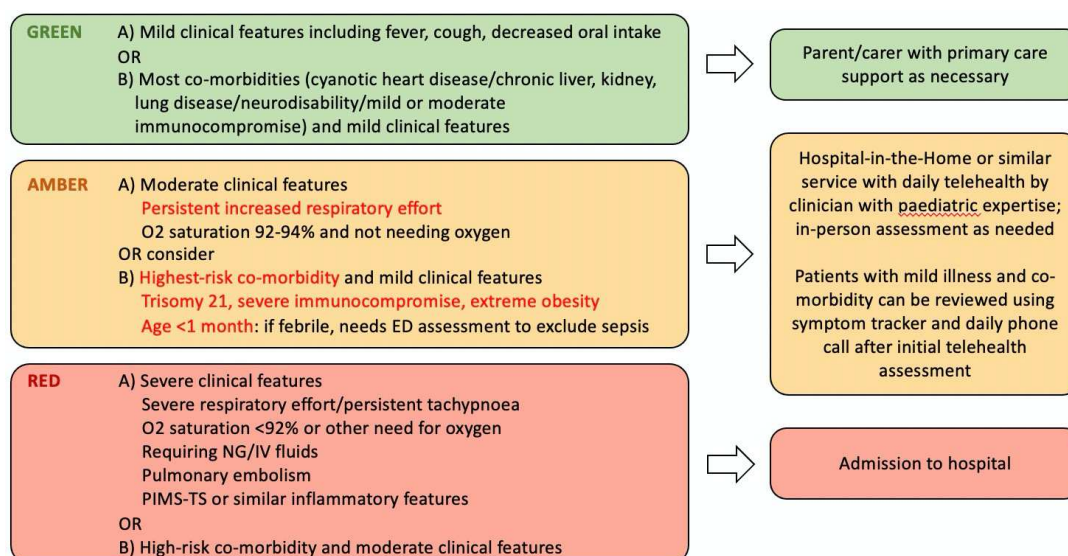 GREEN A) Mild clinical features including fever, cough, decreased oral intake
OR
B) Most co-morbidities (cyanotic heart disease/chronic liver, kidney,
lung disease/neurodisability/mild or moderate
immunocompromise) and mild clinical features
Parent/carer with primary care
support as necessary
AMBER A) Moderate clinical features
Persistent increased respiratory effort
O2 saturation 92-94% and not needing oxygen
OR consider
B) Highest-risk co-morbidity and mild clinical features
Trisomy 21, severe immunocompromise, extreme obesity
Age <1 month: if febrile, needs ED assessment to exclude sepsis
Hospital-in-the-Home or similar
service with daily telehealth by
clinician with paediatric expertise;
in-person assessment as needed
Patients with mild illness and co-
morbidity can be reviewed using
symptom tracker and daily phone
call after initial telehealth
assessment
RED A) Severe clinical features
Severe respiratory effort/persistent tachypnoea
O2 saturation <92% or other need for oxygen
Requiring NG/IV fluids
Pulmonary embolism
PIMS-TS or similar inflammatory features
OR
B) High-risk co-morbidity and moderate clinical features
Admission to hospital